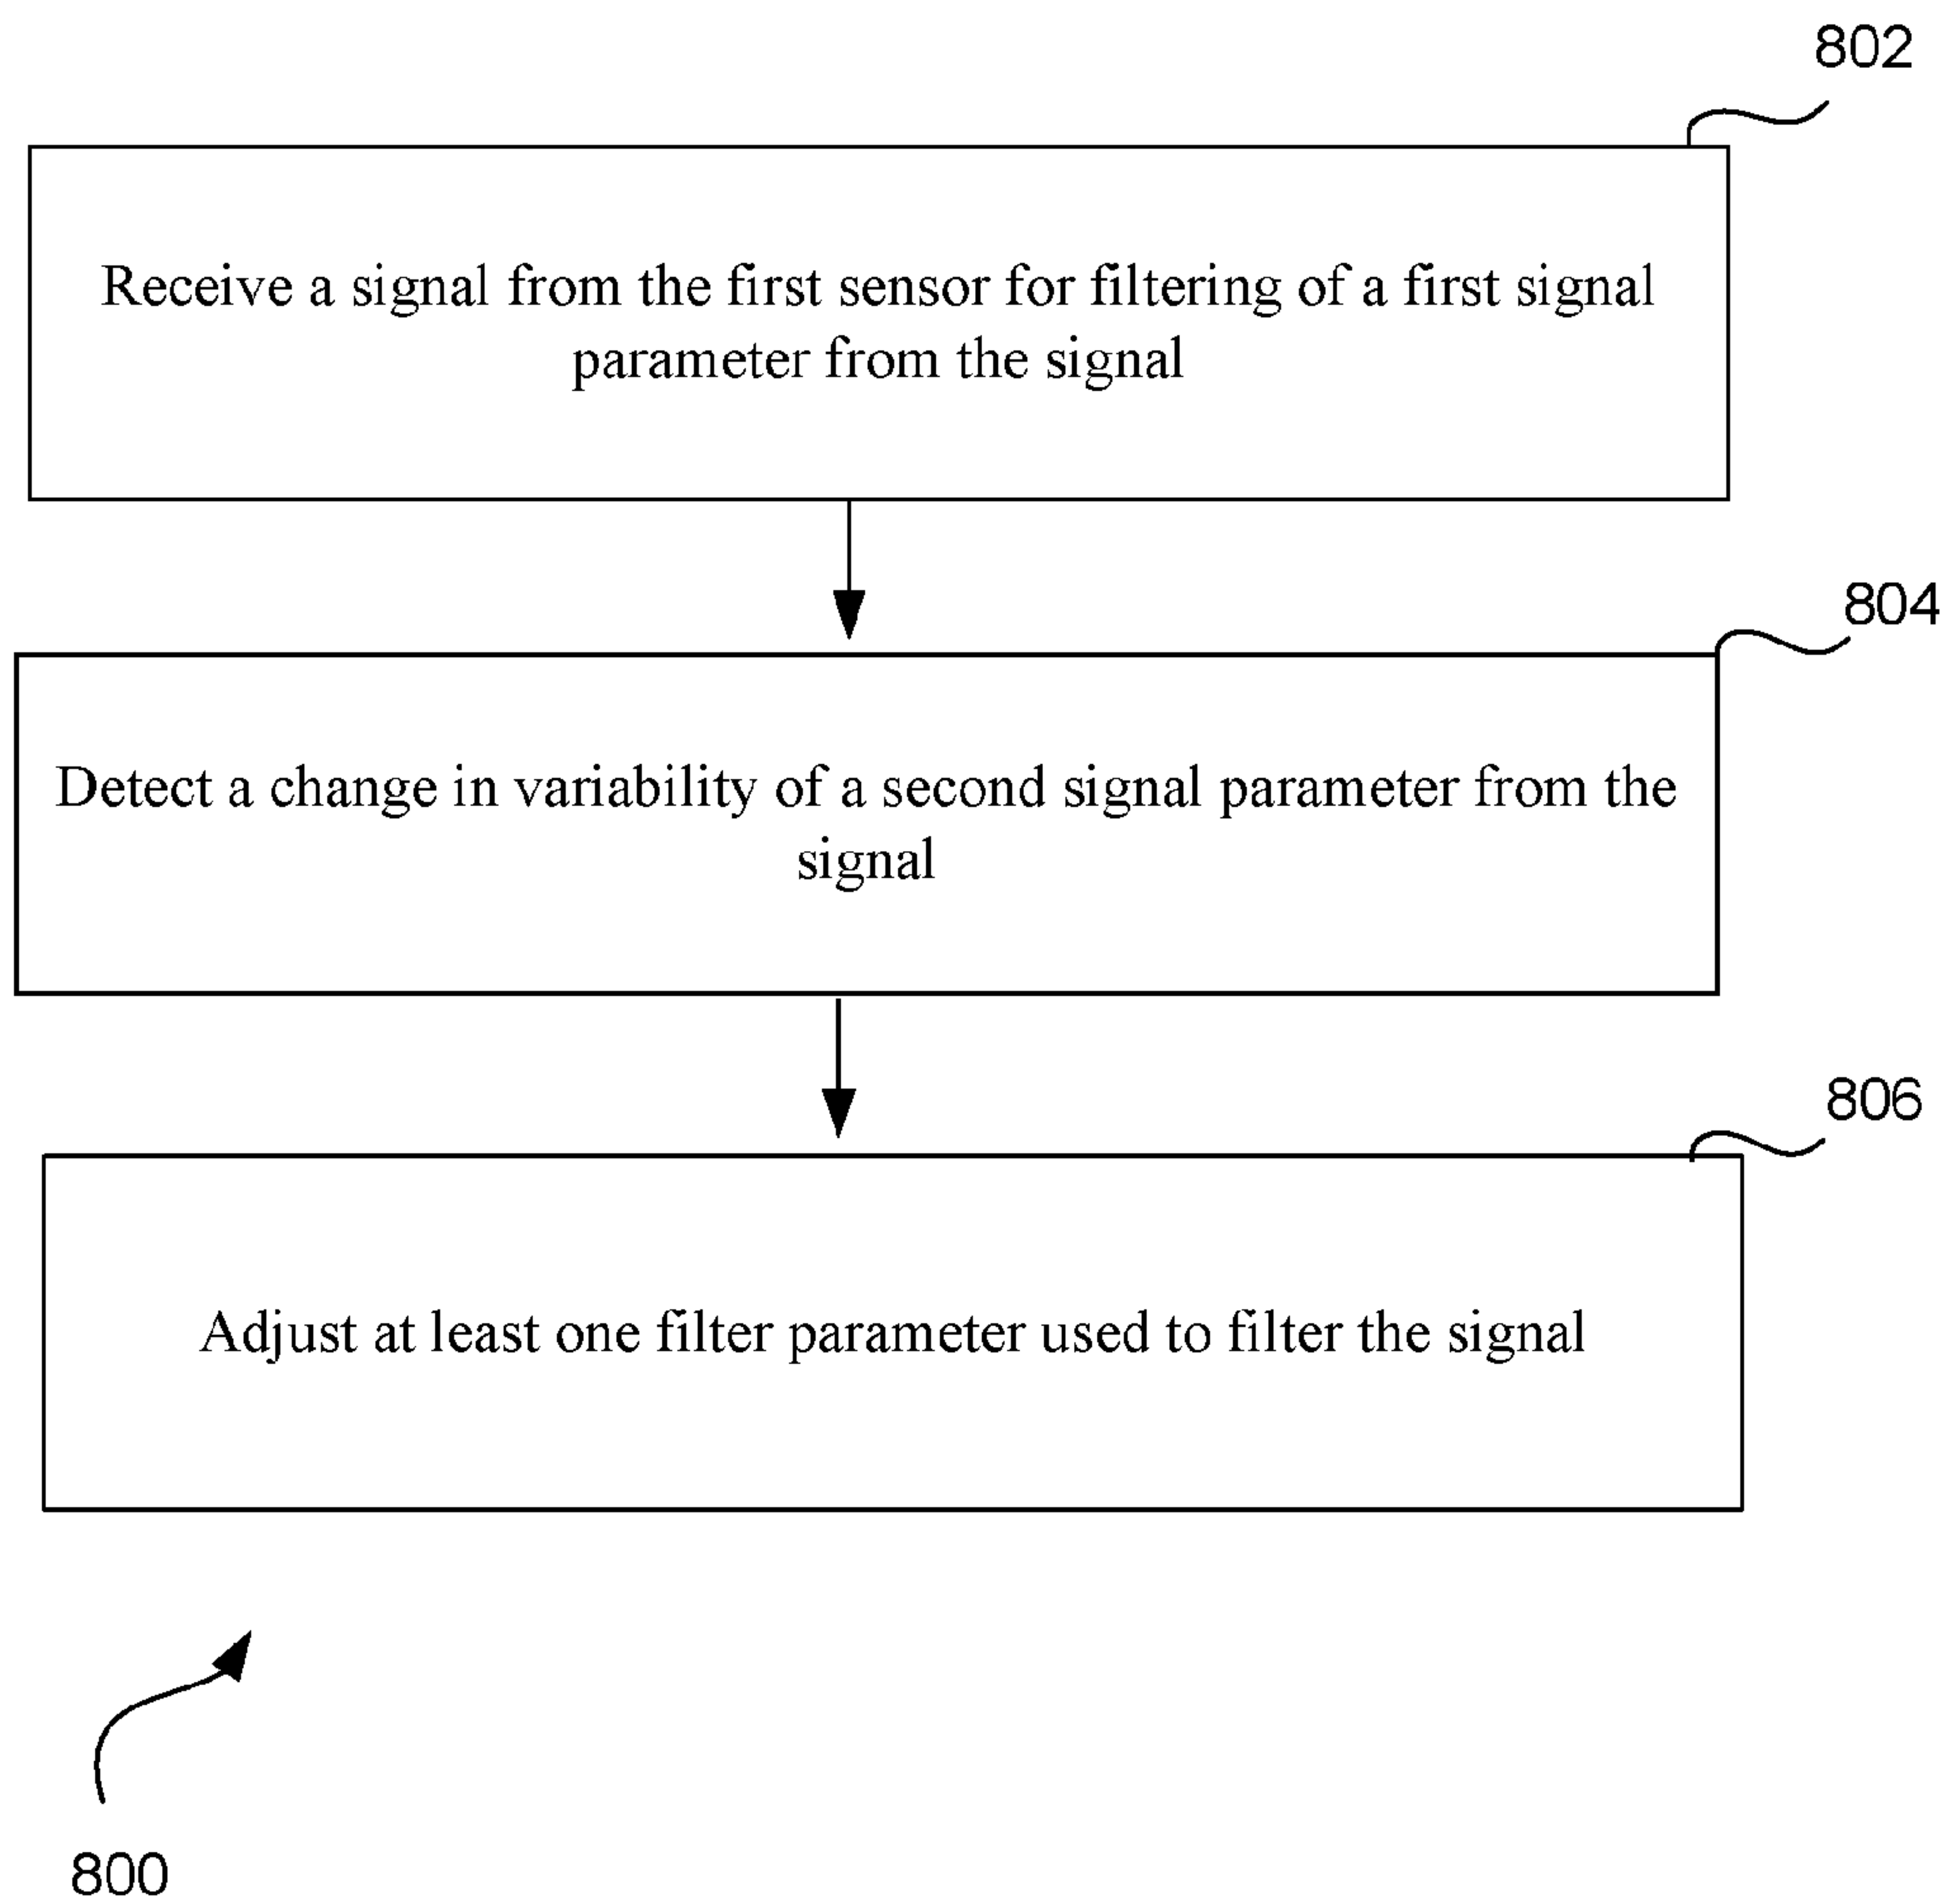 802
Receive a signal from the first sensor for filtering of a first signal
parameter from the signal
804
Detect a change in variability of a second signal parameter from the
signal
806
Adjust at least one filter parameter used to filter the signal
800